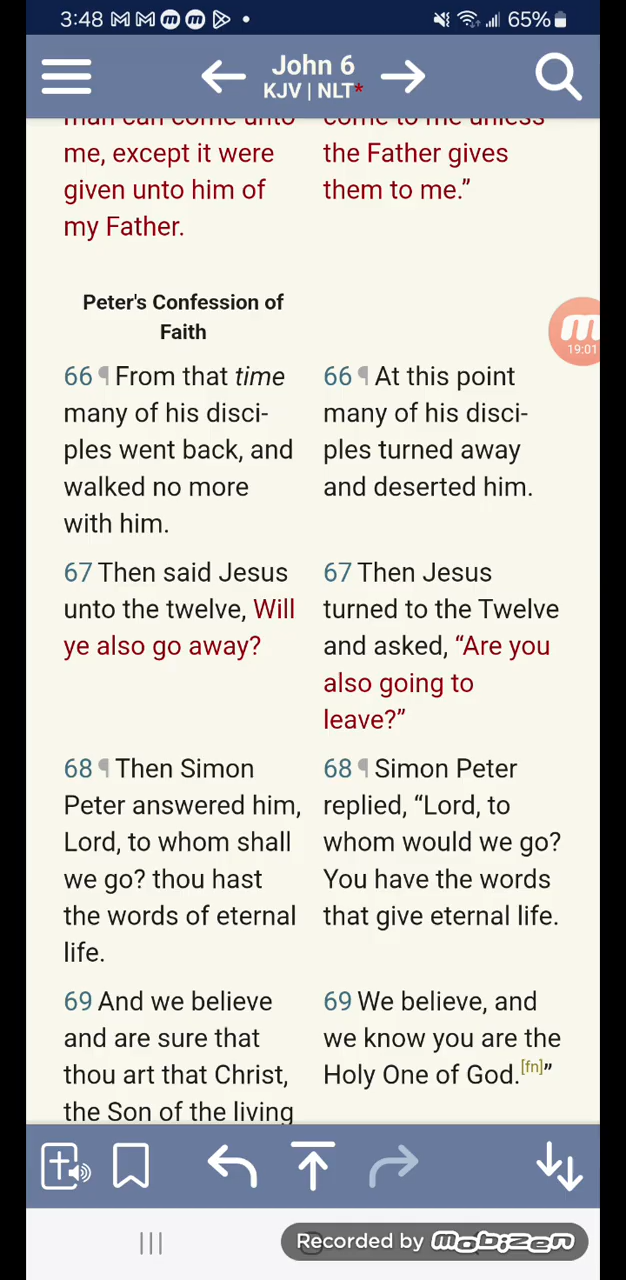 3:48
65%
John 6
KJV | NLT*
man can come unto
me, except it were
given unto him of
my Father.
come to me unless
the Father gives
them to me.”
Peter's Confession of
Faith
19:01
66 ¶ From that time
many of his disci-
ples went back, and
walked no more
with him.
66 ¶ At this point
many of his disci-
ples turned away
and deserted him.
67 Then said Jesus
unto the twelve, Will
ye also go away?
67 Then Jesus
turned to the Twelve
and asked, “Are you
also going to
leave?”
68 ¶ Then Simon
Peter answered him,
Lord, to whom shall
we go? thou hast
the words of eternal
life.
68 ¶ Simon Peter
replied, “Lord, to
whom would we go?
You have the words
that give eternal life.
69 And we believe
and are sure that
thou art that Christ,
the Son of the living
69 We believe, and
we know you are the
Holy One of God.[fn]”
Recorded by mobizen